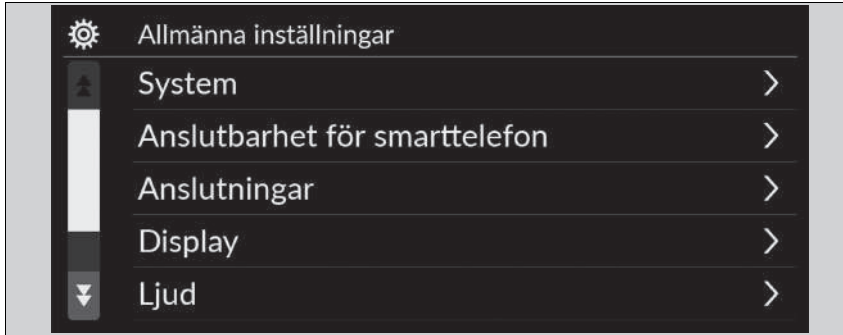 Allmänna inställningar
System
Anslutbarhet för smarttelefon
Anslutningar
Display
Ljud